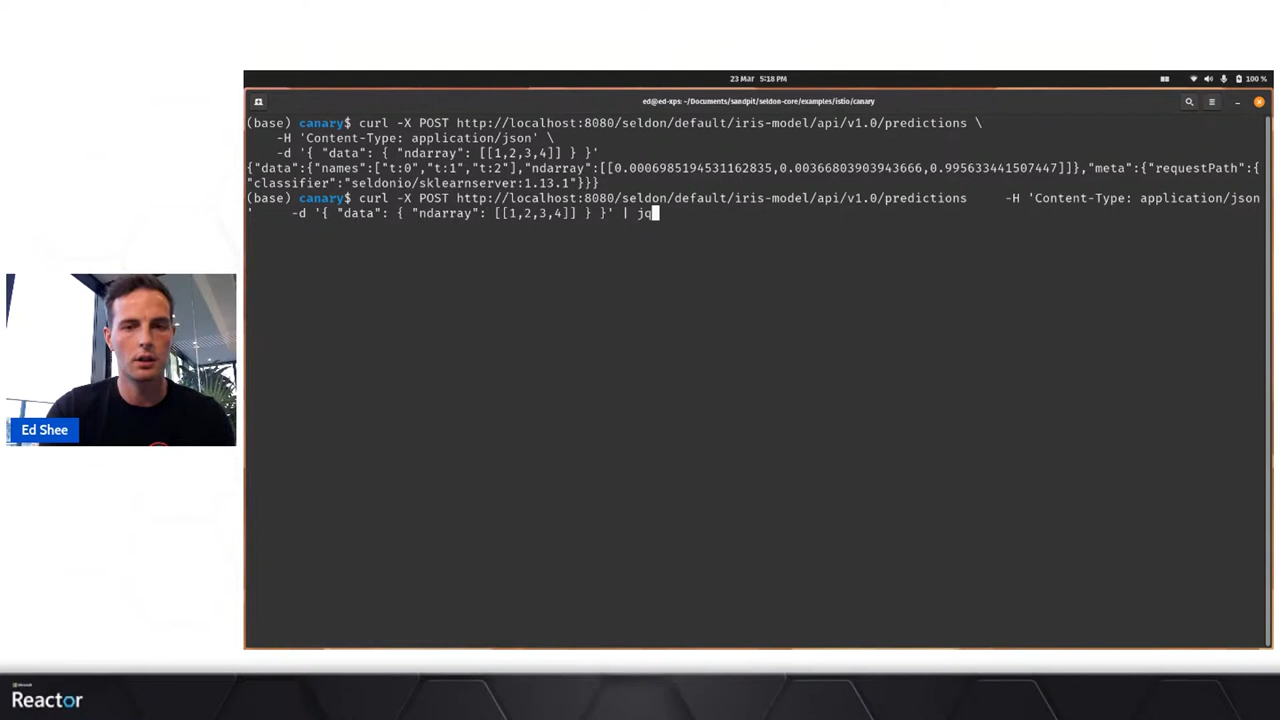 23 Mar 5:18 PM
100 %
ed@ed-xps: ~/Documents/sandpit/seldon-core/examples/istio/canary
(base) canary$ curl -X POST http://localhost:8080/seldon/default/iris-model/api/v1.0/predictions \
-H 'Content-Type: application/json' \
-d '{ "data": { "ndarray": [[1,2,3,4]] } }'
{"data":{"names":["t:0","t:1","t:2"],"ndarray":[[0.0006985194531162835,0.00366803903943666,0.995633441507447]]},"meta":{"requestPath":{
"classifier":"seldonio/sklearnserver:1.13.1"}}}
(base) canary$ curl -X POST http://localhost:8080/seldon/default/iris-model/api/v1.0/predictions -H 'Content-Type: application/json
' -d '{ "data": { "ndarray": [[1,2,3,4]] } }' | jq
Ed Shee
Microsoft
Reactor